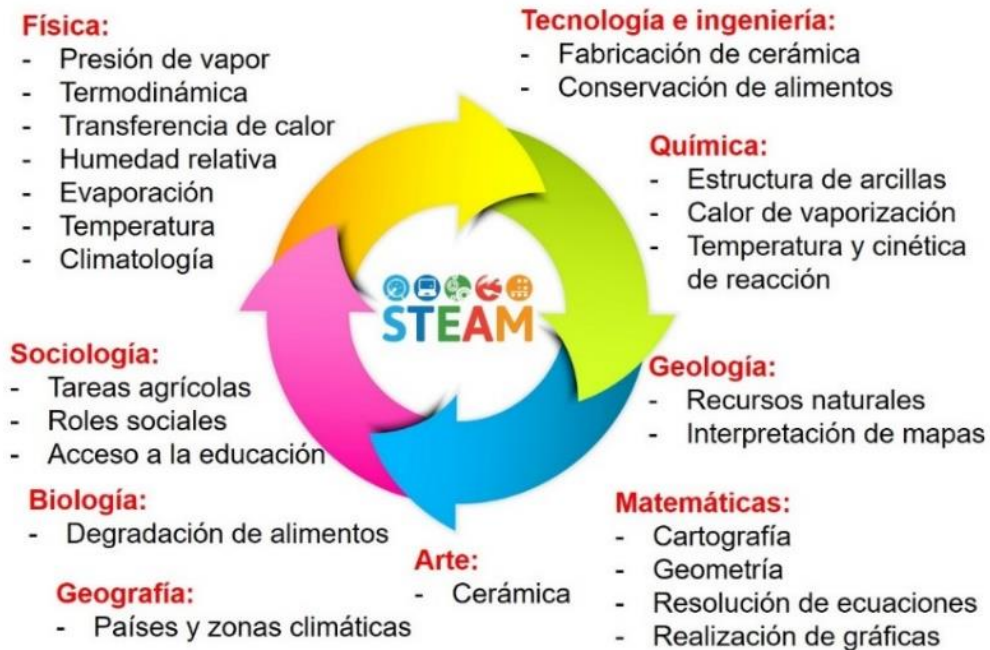 Física:
- Presión de vapor
- Termodinámica
- Transferencia de calor
- Humedad relativa
- Evaporación
- Temperatura
- Climatología
Tecnología e ingeniería:
- Fabricación de cerámica
- Conservación de alimentos
Química:
- Estructura de arcillas
- Calor de vaporización
- Temperatura y cinética
de reacción
STEAM
Sociología:
- Tareas agrícolas
- Roles sociales
- Acceso a la educación
Geología:
- Recursos naturales
- Interpretación de mapas
Biología:
- Degradación de alimentos
Geografía:
- Países y zonas climáticas
Arte:
- Cerámica
Matemáticas:
- Cartografía
- Geometría
- Resolución de ecuaciones
- Realización de gráficas